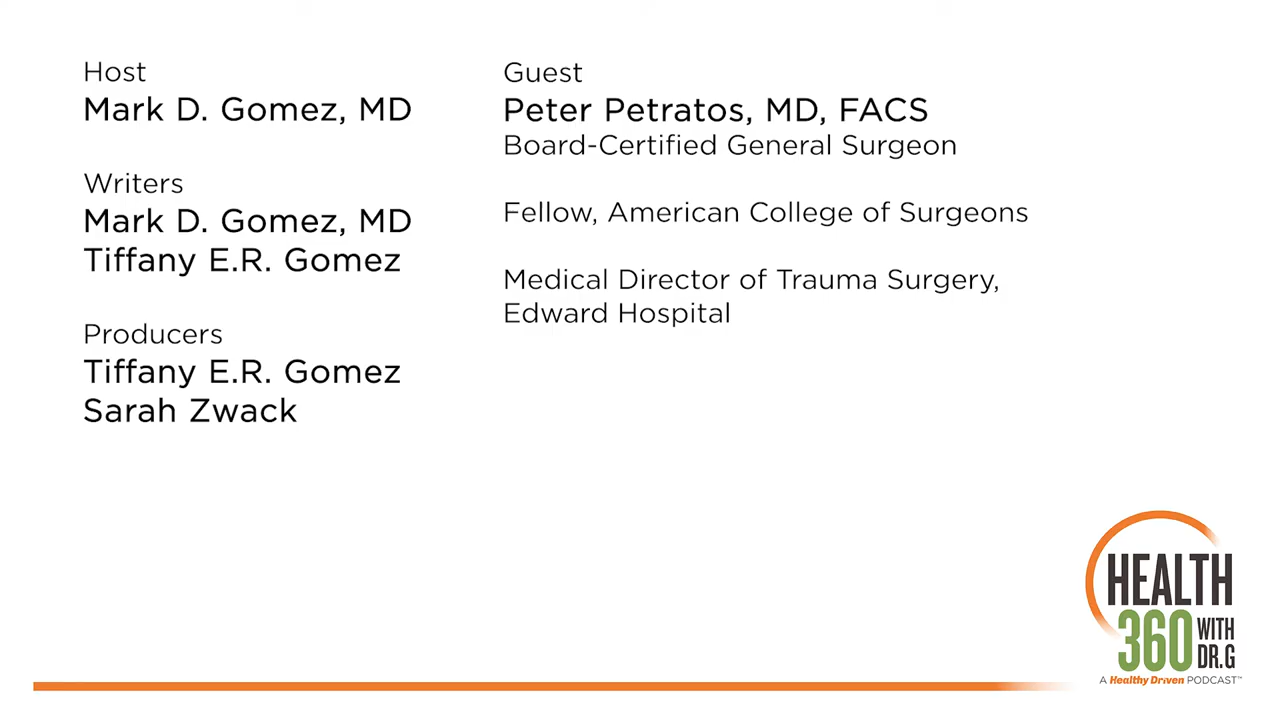 Host
Mark D. Gomez, MD
Writers
Mark D. Gomez, MD
Tiffany E.R. Gomez
Producers
Tiffany E.R. Gomez
Sarah Zwack
Guest
Peter Petratos, MD, FACS
Board-Certified General Surgeon
Fellow, American College of Surgeons
Medical Director of Trauma Surgery,
Edward Hospital
HEALTH
360 WITH
DR.G
A Healthy Driven PODCAST™